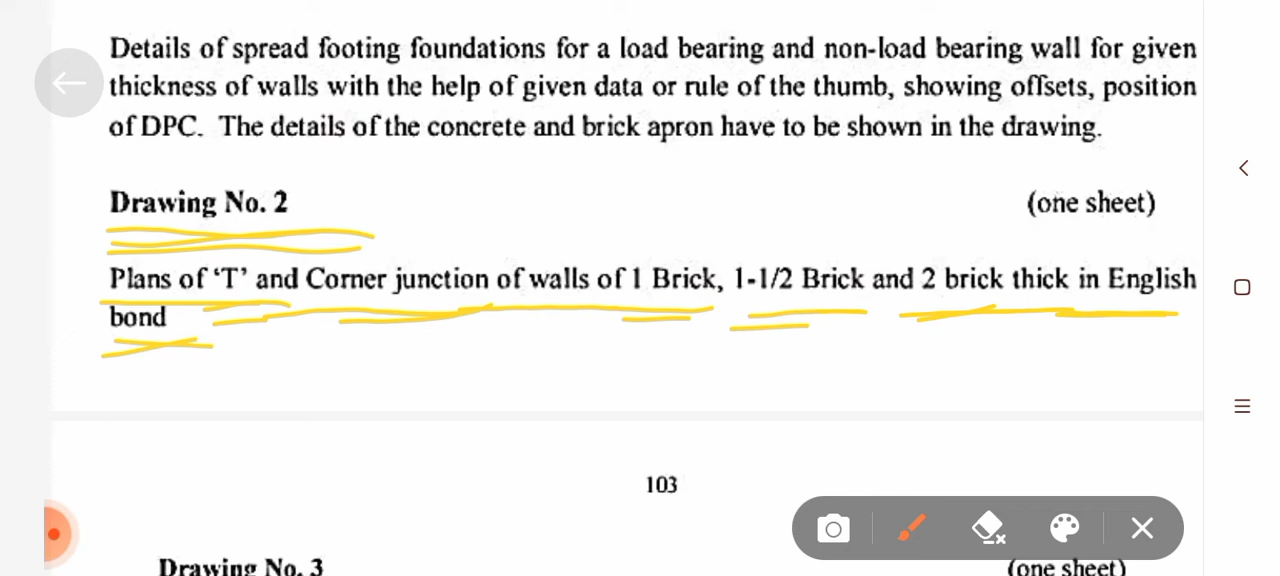 Details of spread footing foundations for a load bearing and non-load bearing wall for given
thickness of walls with the help of given data or rule of the thumb, showing offsets, position
of DPC. The details of the concrete and brick apron have to be shown in the drawing.
Drawing No. 2 (one sheet)
Plans of ‘T’ and Corner junction of walls of 1 Brick, 1-1/2 Brick and 2 brick thick in English
bond
103
Drawing No. 3 (one sheet)